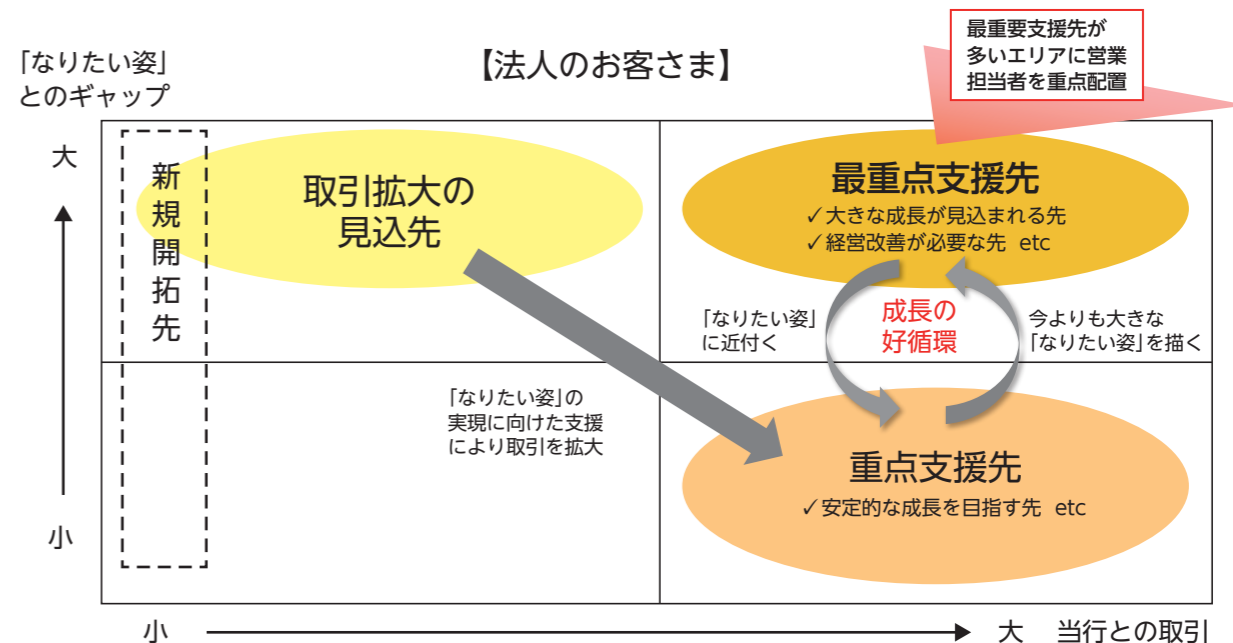 「なりたい姿」
とのギャップ
【法人のお客さま】
最重要支援先が
多いエリアに営業
担当者を重点配置
大
小
新
規
開
拓
先
取引拡大の
見込先
最重点支援先
✓大きな成長が見込まれる先
✓経営改善が必要な先 etc
「なりたい姿」
に近付く
成長の
好循環
今よりも大きな
「なりたい姿」を描く
「なりたい姿」の
実現に向けた支援
により取引を拡大
重点支援先
✓安定的な成長を目指す先 etc
小
大 当行との取引